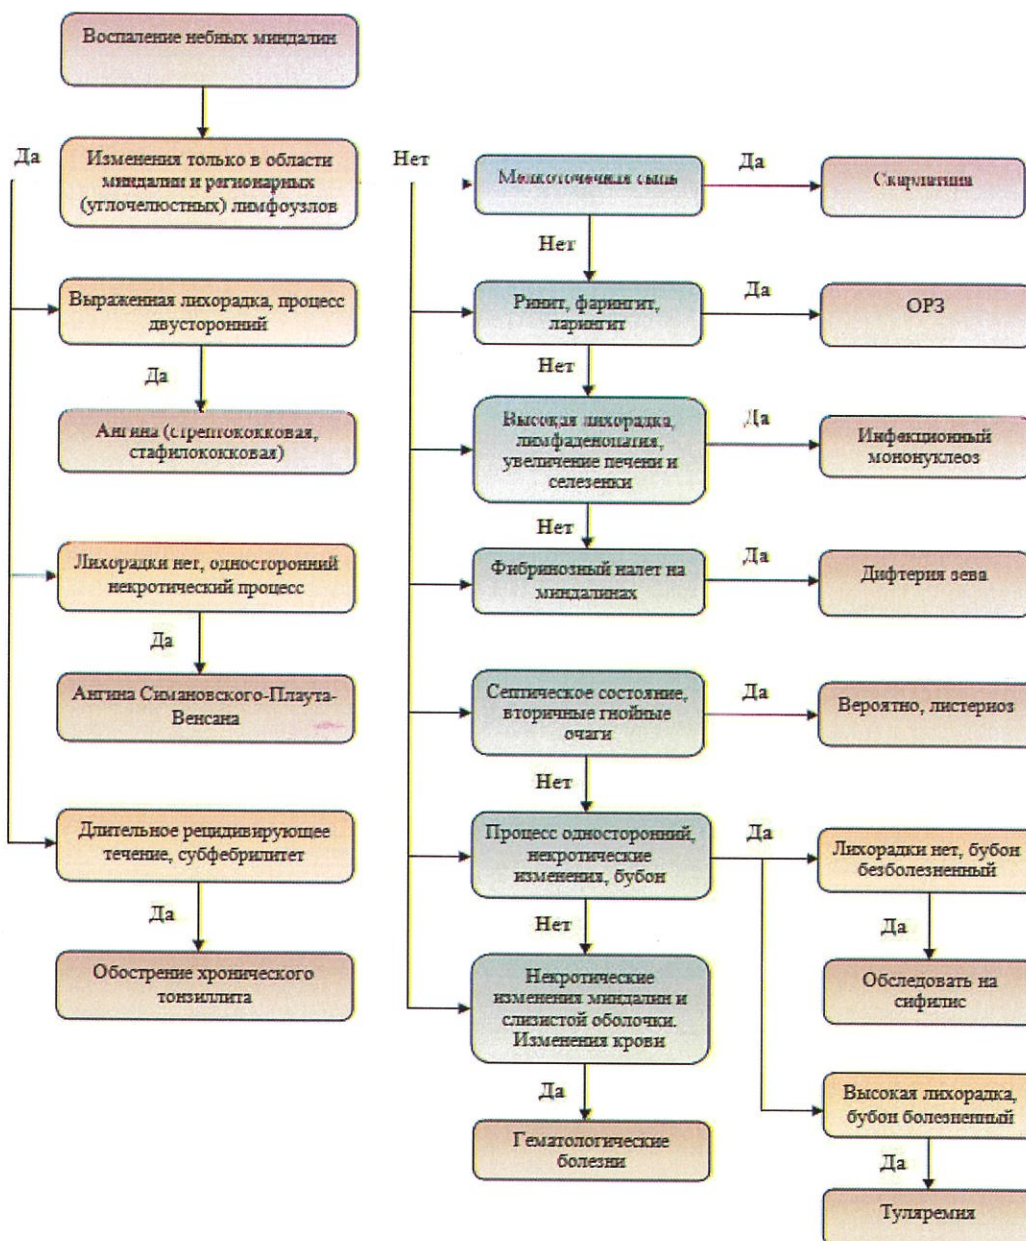 Воспаление небных миндалин
Да
Изменения только в области
миндалин и регионарных
(углочелюстных) лимфоузлов
Выраженная лихорадка, процесс
двусторонний
Да
Ангина (стрептококковая,
стафилококковая)
Лихорадки нет, односторонний
некротический процесс
Да
Ангина Симановского-Плаута-
Венсана
Длительное рецидивирующее
течение, субфебрилитет
Да
Обострение хронического
тонзиллита
Нет
Мелкоточечная сыпь
Да
Скарлатина
Нет
Ринит, фарингит,
ларингит
Да
ОРЗ
Нет
Высокая лихорадка,
лимфаденопатия,
увеличение печени и
селезенки
Да
Инфекционный
мононуклеоз
Нет
Фибринозный налет на
миндалинах
Да
Дифтерия зева
Септическое состояние,
вторичные гнойные
очаги
Да
Вероятно, листериоз
Нет
Процесс односторонний,
некротические
изменения, бубон
Да
Лихорадки нет, бубон
безболезненный
Да
Обследовать на
сифилис
Высокая лихорадка,
бубон болезненный
Да
Туляремия
Нет
Некротические
изменения миндалин и
слизистой оболочки.
Изменения крови
Да
Гематологические
болезни